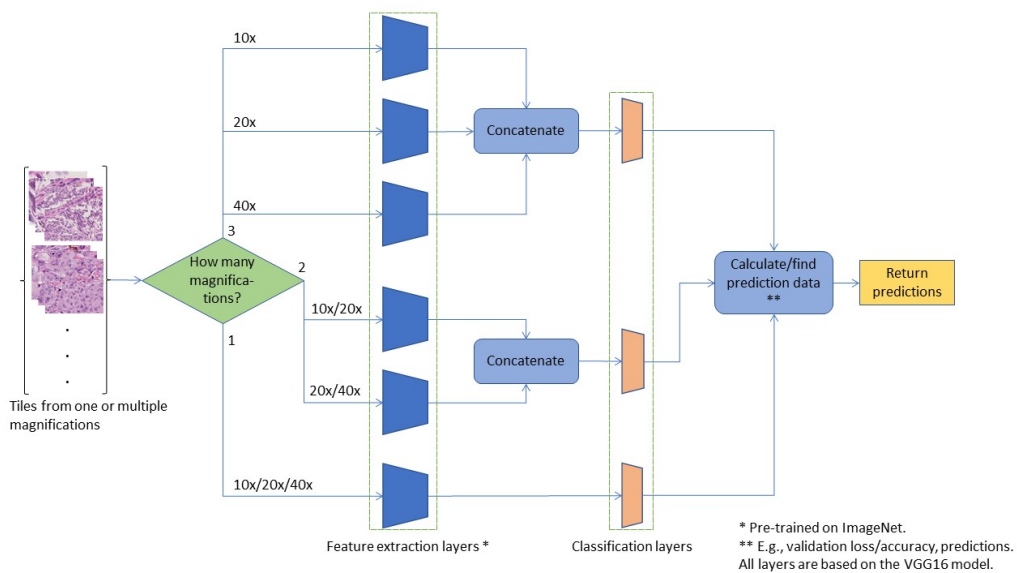 10x
20x
Concatenate
40x
3
How many
magnifica-
tions?
2
1
10x/20x
Concatenate
20x/40x
10x/20x/40x
Calculate/find
prediction data
**
Return
predictions
Tiles from one or multiple
magnifications
Feature extraction layers *
Classification layers
* Pre-trained on ImageNet.
** E.g., validation loss/accuracy, predictions.
All layers are based on the VGG16 model.